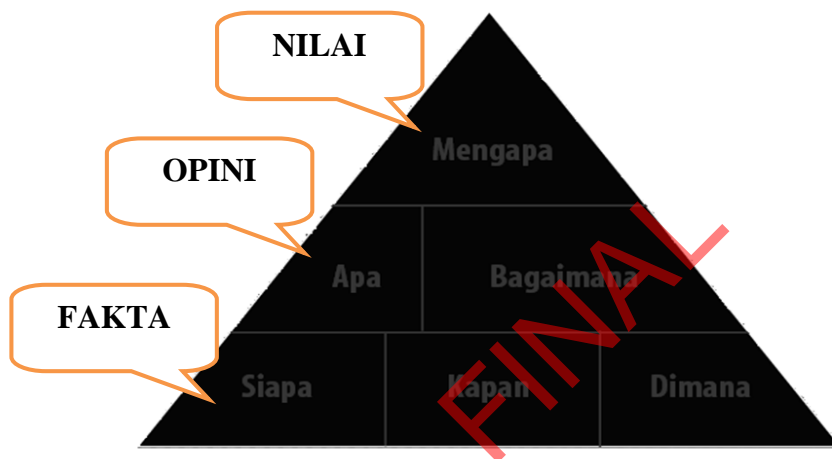 NILAI
Mengapa
OPINI
Apa Bagaimana
FAKTA
Siapa Kapan Dimana
FINAL